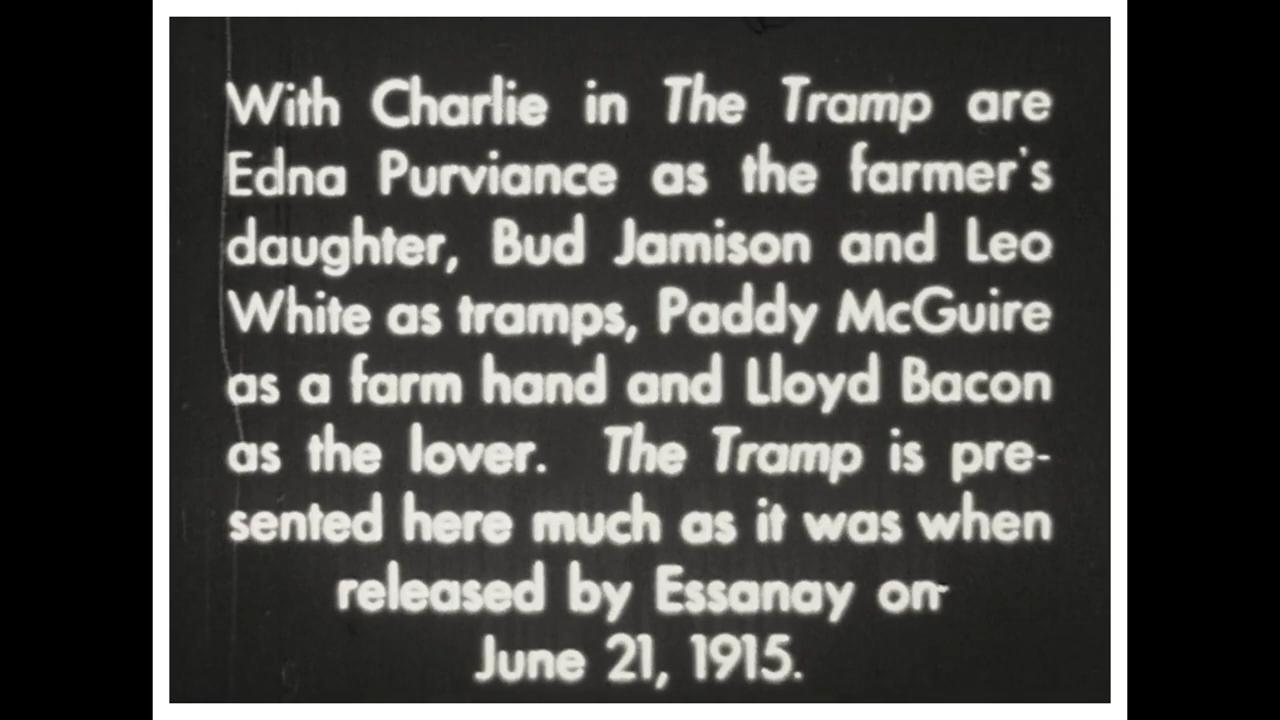 With Charlie in The Tramp are
Edna Purviance as the farmer's
daughter, Bud Jamison and Leo
White as tramps, Paddy McGuire
as a farm hand and Lloyd Bacon
as the lover. The Tramp is pre-
sented here much as it was when
released by Essanay on
June 21, 1915.